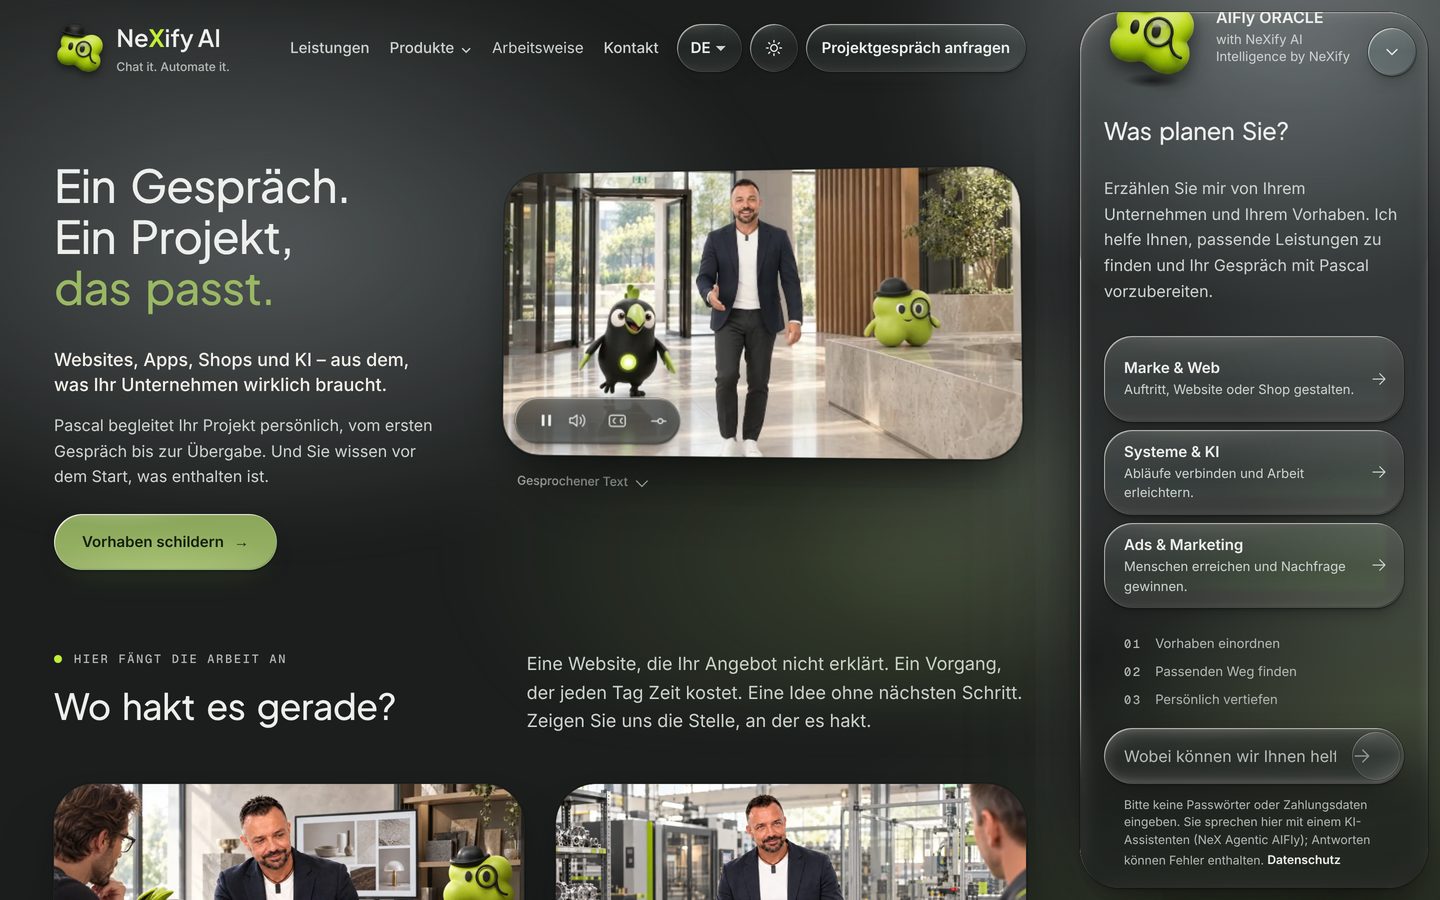 NeXify AI
Chat it. Automate it.
Leistungen
Produkte
Arbeitsweise
Kontakt
DE
Projektgespräch anfragen
Ein Gespräch.
Ein Projekt,
das passt.
Websites, Apps, Shops und KI – aus dem,
was Ihr Unternehmen wirklich braucht.
Pascal begleitet Ihr Projekt persönlich, vom ersten
Gespräch bis zur Übergabe. Und Sie wissen vor
dem Start, was enthalten ist.
Vorhaben schildern →
Gesprochener Text
HIER FÄNGT DIE ARBEIT AN
Wo hakt es gerade?
Eine Website, die Ihr Angebot nicht erklärt. Ein Vorgang,
der jeden Tag Zeit kostet. Eine Idee ohne nächsten Schritt.
Zeigen Sie uns die Stelle, an der es hakt.
AIFly ORACLE
with NeXify AI
Intelligence by NeXify
Was planen Sie?
Erzählen Sie mir von Ihrem
Unternehmen und Ihrem Vorhaben. Ich
helfe Ihnen, passende Leistungen zu
finden und Ihr Gespräch mit Pascal
vorzubereiten.
Marke & Web
Auftritt, Website oder Shop gestalten.
Systeme & KI
Abläufe verbinden und Arbeit
erleichtern.
Ads & Marketing
Menschen erreichen und Nachfrage
gewinnen.
01 Vorhaben einordnen
02 Passenden Weg finden
03 Persönlich vertiefen
Wobei können wir Ihnen helf
Bitte keine Passwörter oder Zahlungsdaten
eingeben. Sie sprechen hier mit einem KI-
Assistenten (NeX Agentic AIFly); Antworten
können Fehler enthalten. Datenschutz